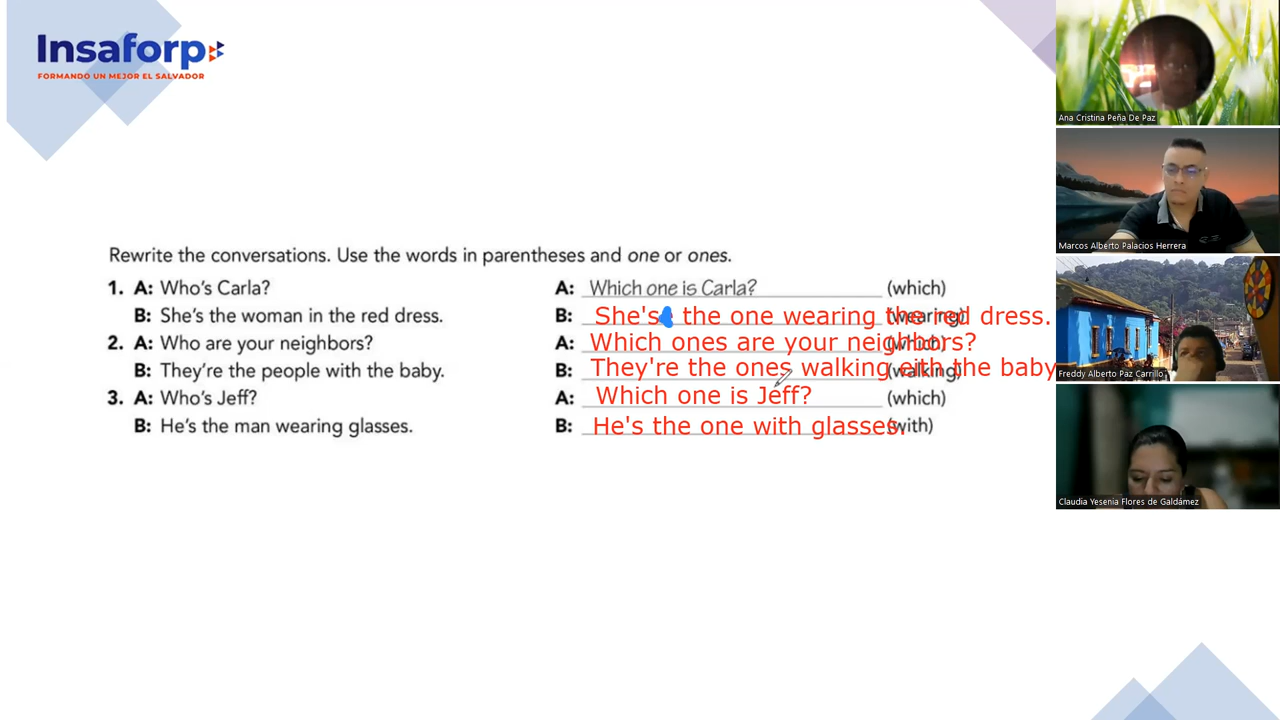 Insaforp
FORMANDO UN MEJOR EL SALVADOR
Rewrite the conversations. Use the words in parentheses and one or ones.
1. A: Who's Carla? A: Which one is Carla? (which)
B: She's the woman in the red dress. B: She's the one wearing the red dress. (wearing)
2. A: Who are your neighbors? A: Which ones are your neighbors? (which)
B: They're the people with the baby. B: They're the ones walking eith the baby (walking)
3. A: Who's Jeff? A: Which one is Jeff? (which)
B: He's the man wearing glasses. B: He's the one with glasses. (with)
Ana Cristina Peña De Paz
Marcos Alberto Palacios Herrera
Freddy Alberto Paz Carrillo
Claudia Yesenia Flores de Galdámez